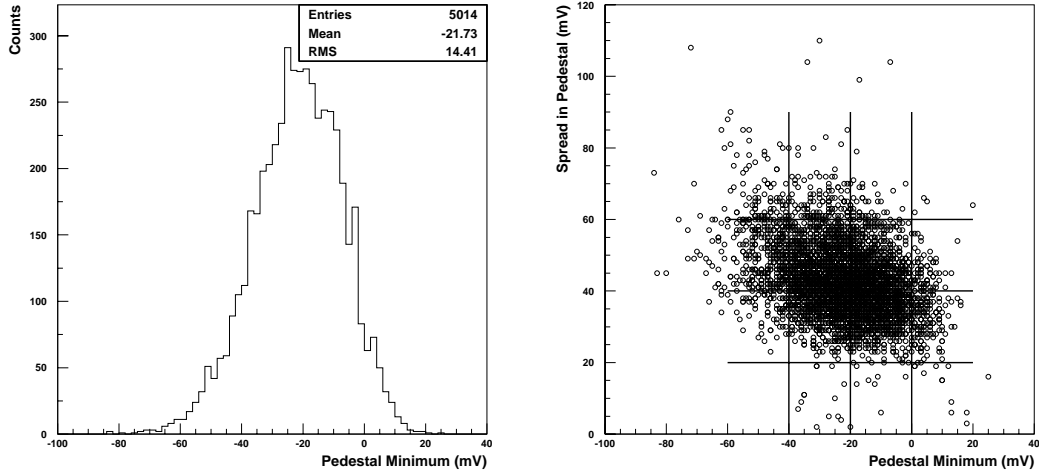 Counts
300
250
200
150
100
50
0
-100 -80 -60 -40 -20 0 20 40
Pedestal Minimum (mV)
Entries 5014
Mean -21.73
RMS 14.41
Spread in Pedestal (mV)
120
100
80
60
40
20
0
-100 -80 -60 -40 -20 0 20 40
Pedestal Minimum (mV)